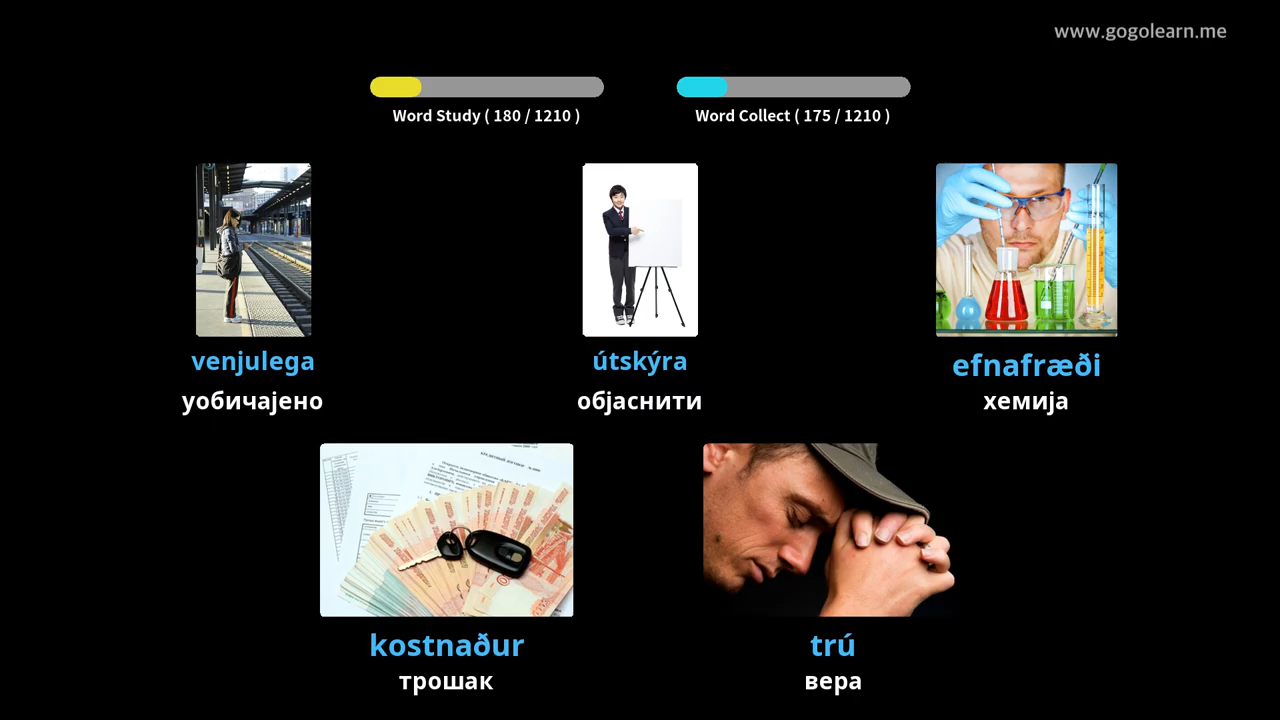 www.gogolearn.me
Word Study ( 180 / 1210 )
Word Collect ( 175 / 1210 )
venjulega
útskýra
efnafræði
уобичајено
објаснити
хемија
kostnaður
trú
трошак
вера